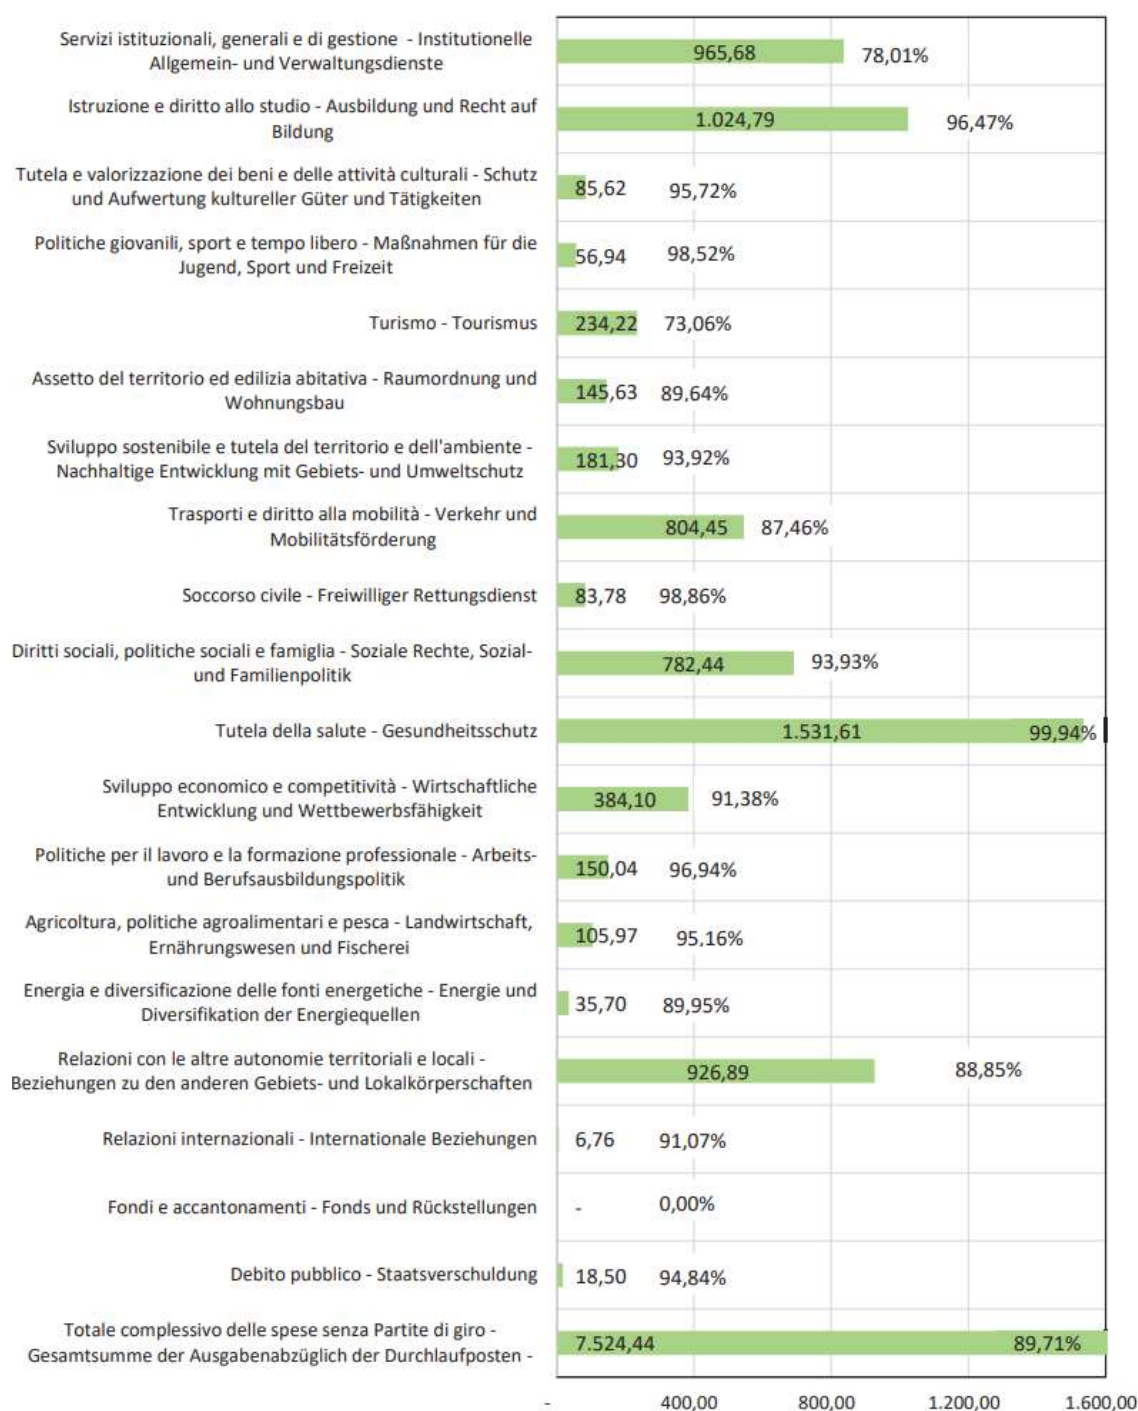 Servizi istituzionali, generali e di gestione - Institutionelle
Allgemein- und Verwaltungsdienste
965,68 78,01%
Istruzione e diritto allo studio - Ausbildung und Recht auf
Bildung
1.024,79 96,47%
Tutela e valorizzazione dei beni e delle attività culturali - Schutz
und Aufwertung kultureller Güter und Tätigkeiten
85,62 95,72%
Politiche giovanili, sport e tempo libero - Maßnahmen für die
Jugend, Sport und Freizeit
56,94 98,52%
Turismo - Tourismus 234,22 73,06%
Assetto del territorio ed edilizia abitativa - Raumordnung und
Wohnungsbau
145,63 89,64%
Sviluppo sostenibile e tutela del territorio e dell'ambiente -
Nachhaltige Entwicklung mit Gebiets- und Umweltschutz
181,30 93,92%
Trasporti e diritto alla mobilità - Verkehr und
Mobilitätsförderung
804,45 87,46%
Soccorso civile - Freiwilliger Rettungsdienst 83,78 98,86%
Diritti sociali, politiche sociali e famiglia - Soziale Rechte, Sozial-
und Familienpolitik
782,44 93,93%
Tutela della salute - Gesundheitsschutz 1.531,61 99,94%
Sviluppo economico e competitività - Wirtschaftliche
Entwicklung und Wettbewerbsfähigkeit
384,10 91,38%
Politiche per il lavoro e la formazione professionale - Arbeits-
und Berufsausbildungspolitik
150,04 96,94%
Agricoltura, politiche agroalimentari e pesca - Landwirtschaft,
Ernährungswesen und Fischerei
105,97 95,16%
Energia e diversificazione delle fonti energetiche - Energie und
Diversifikation der Energiequellen
35,70 89,95%
Relazioni con le altre autonomie territoriali e locali -
Beziehungen zu den anderen Gebiets- und Lokalkörperschaften
926,89 88,85%
Relazioni internazionali - Internationale Beziehungen 6,76 91,07%
Fondi e accantonamenti - Fonds und Rückstellungen - 0,00%
Debito pubblico - Staatsverschuldung 18,50 94,84%
Totale complessivo delle spese senza Partite di giro -
Gesamtsumme der Ausgabenabzüglich der Durchlaufposten -
7.524,44 89,71%
- 400,00 800,00 1.200,00 1.600,00